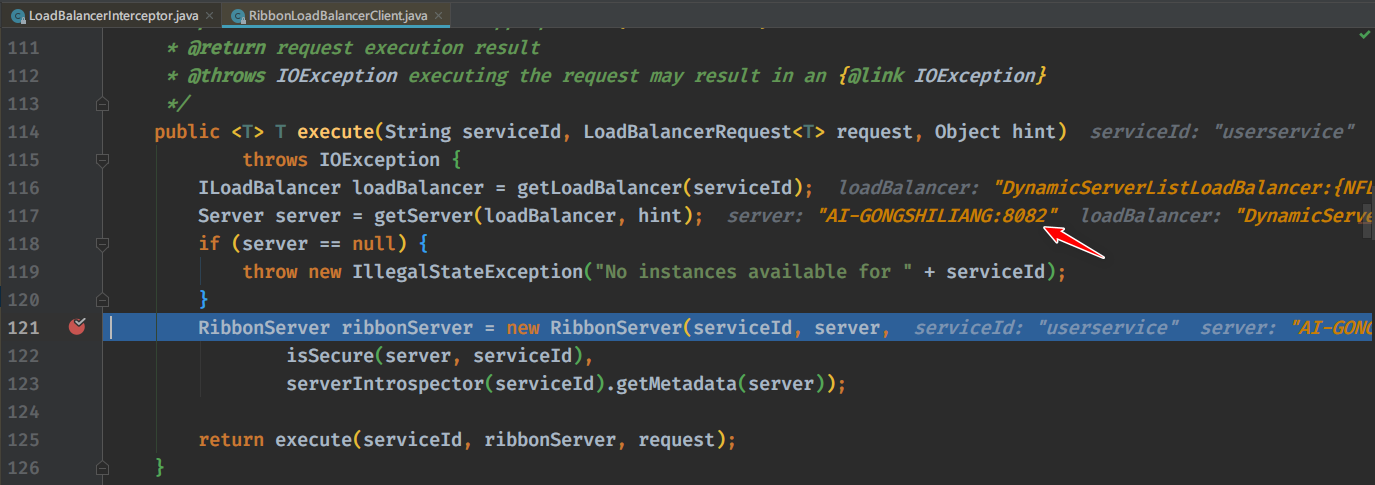 LoadBalancerInterceptor.java × RibbonLoadBalancerClient.java ×
111 * @return request execution result
112 * @throws IOException executing the request may result in an {@link IOException}
113 */
114 public <T> T execute(String serviceId, LoadBalancerRequest<T> request, Object hint) serviceId: "userservice"
115 throws IOException {
116 ILoadBalancer loadBalancer = getLoadBalancer(serviceId); loadBalancer: "DynamicServerListLoadBalancer:{NFL
117 Server server = getServer(loadBalancer, hint); server: "AI-GONGSHILIANG:8082" loadBalancer: "DynamicServe
118 if (server == null) {
119 throw new IllegalStateException("No instances available for " + serviceId);
120 }
121 RibbonServer ribbonServer = new RibbonServer(serviceId, server, serviceId: "userservice" server: "AI-GONG
122 isSecure(server, serviceId),
123 serverIntrospector(serviceId).getMetadata(server));
124
125 return execute(serviceId, ribbonServer, request);
126 }